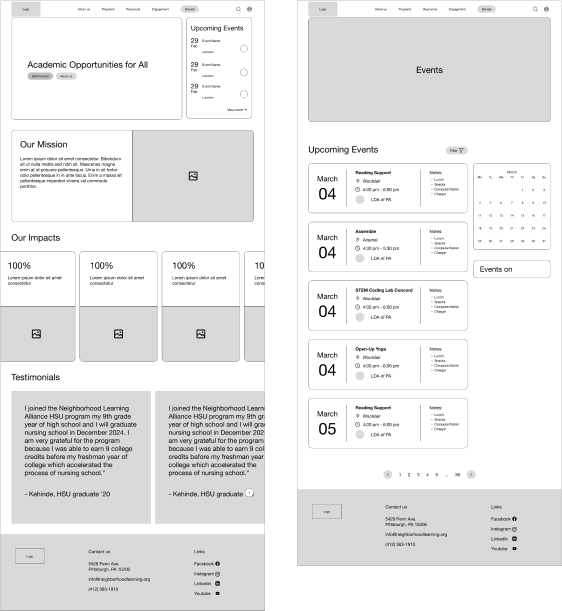 Logo
About us
Programs
Resources
Engagement
Donate
Academic Opportunities for All
Get Involved
About us
Upcoming Events
29
Feb
Event Name
Location
29
Feb
Event Name
Location
29
Feb
Event Name
Location
View more
Our Mission
Lorem ipsum dolor sit amet consectetur. Bibendum
sit ut nulla mattis sed nibh orci. Maecenas magna
enim at id posuere pellentesque. Urna in sit tortor
odio pellentesque in in ante lacus. Enim a massa sit
pellentesque imperdiet viverra vel commodo
porttitor.
Our Impacts
100%
Lorem ipsum dolor sit amet
consectetur
100%
Lorem ipsum dolor sit amet
consectetur
100%
Lorem ipsum dolor sit amet
consectetur
100%
Lorem ips
consectetu
Testimonials
I joined the Neighborhood Learning
Alliance HSU program my 9th grade
year of high school and I will graduate
nursing school in December 2024. I
am very grateful for the program
because I was able to earn 9 college
credits before my freshman year of
college which accelerated the
process of nursing school."
- Kehinde, HSU graduate '20
I joined the Neighborhood Learnin
Alliance HSU program my 9th gra
year of high school and I will gradu
nursing school in December 202
am very grateful for the program
because I was able to earn 9 coll
credits before my freshman year
college which accelerated the
process of nursing school."
- Kehinde, HSU graduate
Logo
Contact us
5429 Penn Ave.
Pittsburgh, PA 15206
info@neighborhoodlearning.org
(412) 363-1910
Links
Facebook
Instagram
LinkedIn
Youtube
Logo
About us
Programs
Resources
Engagement
Donate
Events
Upcoming Events
Filter
March
04
Reading Support
Woolslair
4:00 pm - 6:00 pm
LDA of PA
Notes:
- Lunch
- Snacks
- Computer/tablet
- Charger
March
04
Assemble
Arsenal
4:30 pm - 5:30 pm
LDA of PA
Notes:
- Lunch
- Snacks
- Computer/tablet
- Charger
March
04
STEM Coding Lab Concord
Woolslair
4:00 pm - 6:00 pm
LDA of PA
Notes:
- Lunch
- Snacks
- Computer/tablet
- Charger
March
04
Open-Up Yoga
Woolslair
4:00 pm - 6:00 pm
LDA of PA
Notes:
- Lunch
- Snacks
- Computer/tablet
- Charger
March
05
Reading Support
Woolslair
4:00 pm - 6:00 pm
LDA of PA
Notes:
- Lunch
- Snacks
- Computer/tablet
- Charger
March
Mo Tu We Th Fr Sa Su
1 2 3
4 5 6 7 8 9 10
11 12 13 14 15 16 17
18 19 20 21 22 23 24
25 26 27 28 29 30 31
Events on
1 2 3 4 5 ... 36
Logo
Contact us
5429 Penn Ave.
Pittsburgh, PA 15206
info@neighborhoodlearning.org
(412) 363-1910
Links
Facebook
Instagram
LinkedIn
Youtube